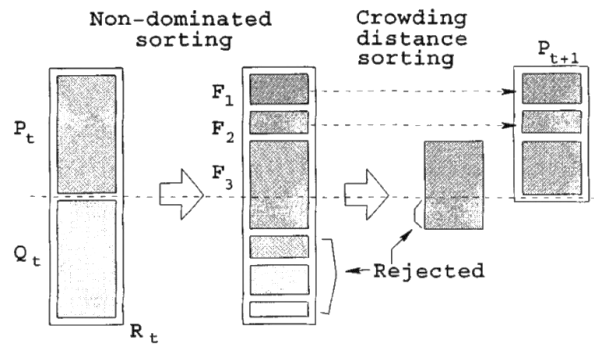 Non-dominated
sorting
Crowding
distance
sorting
P t+1
F 1
P t
F 2
F 3
Q t
Rejected
R t